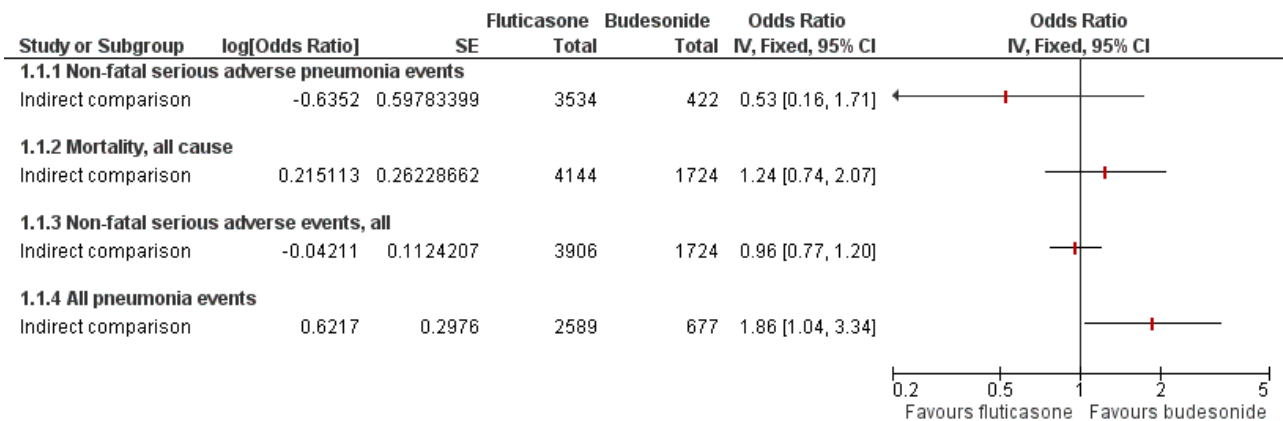 Fluticasone Budesonide Odds Ratio Odds Ratio
Study or Subgroup log[Odds Ratio] SE Total Total IV, Fixed, 95% CI IV, Fixed, 95% CI
1.1.1 Non-fatal serious adverse pneumonia events
Indirect comparison -0.6352 0.59783399 3534 422 0.53 [0.16, 1.71]
1.1.2 Mortality, all cause
Indirect comparison 0.215113 0.26228662 4144 1724 1.24 [0.74, 2.07]
1.1.3 Non-fatal serious adverse events, all
Indirect comparison -0.04211 0.1124207 3906 1724 0.96 [0.77, 1.20]
1.1.4 All pneumonia events
Indirect comparison 0.6217 0.2976 2589 677 1.86 [1.04, 3.34]
0.2 0.5 1 2 5
Favours fluticasone Favours budesonide